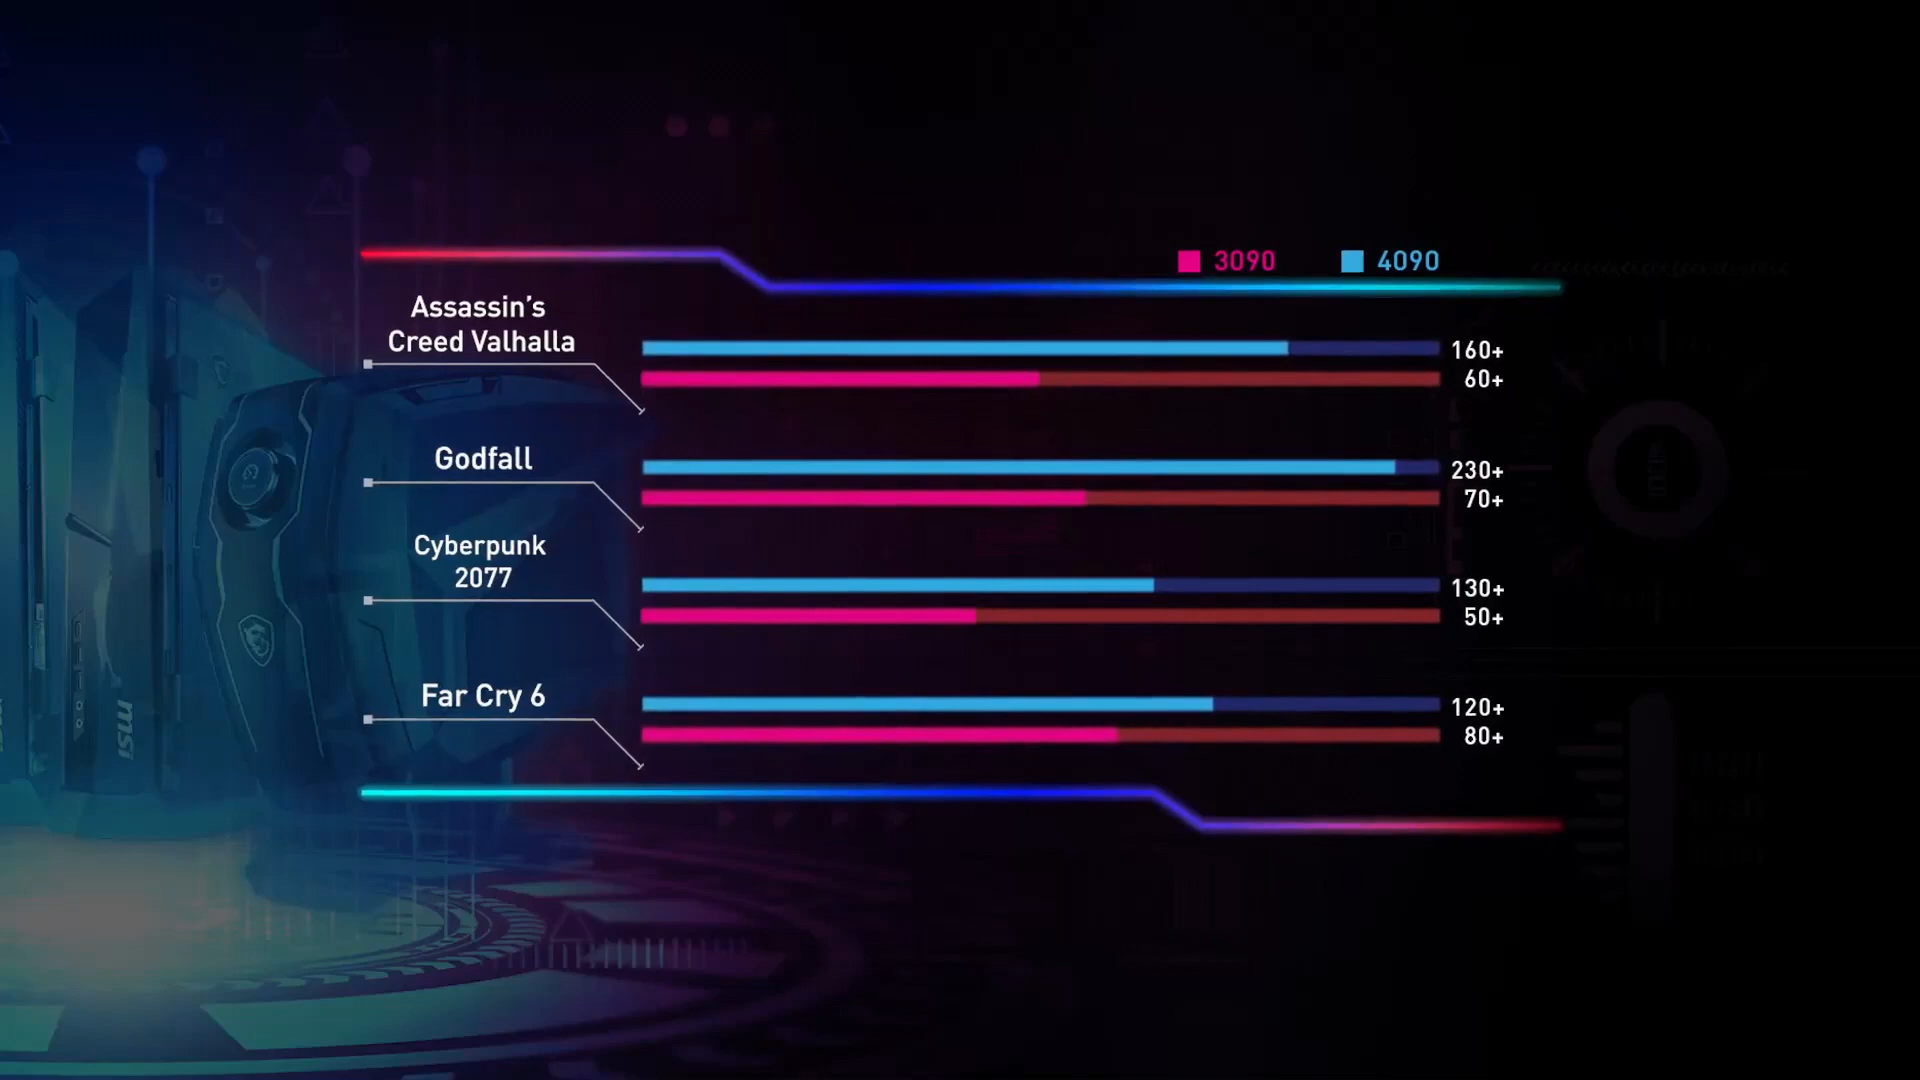 3090
4090
Assassin’s
Creed Valhalla
160+
60+
Godfall
230+
70+
Cyberpunk
2077
130+
50+
Far Cry 6
120+
80+
msi